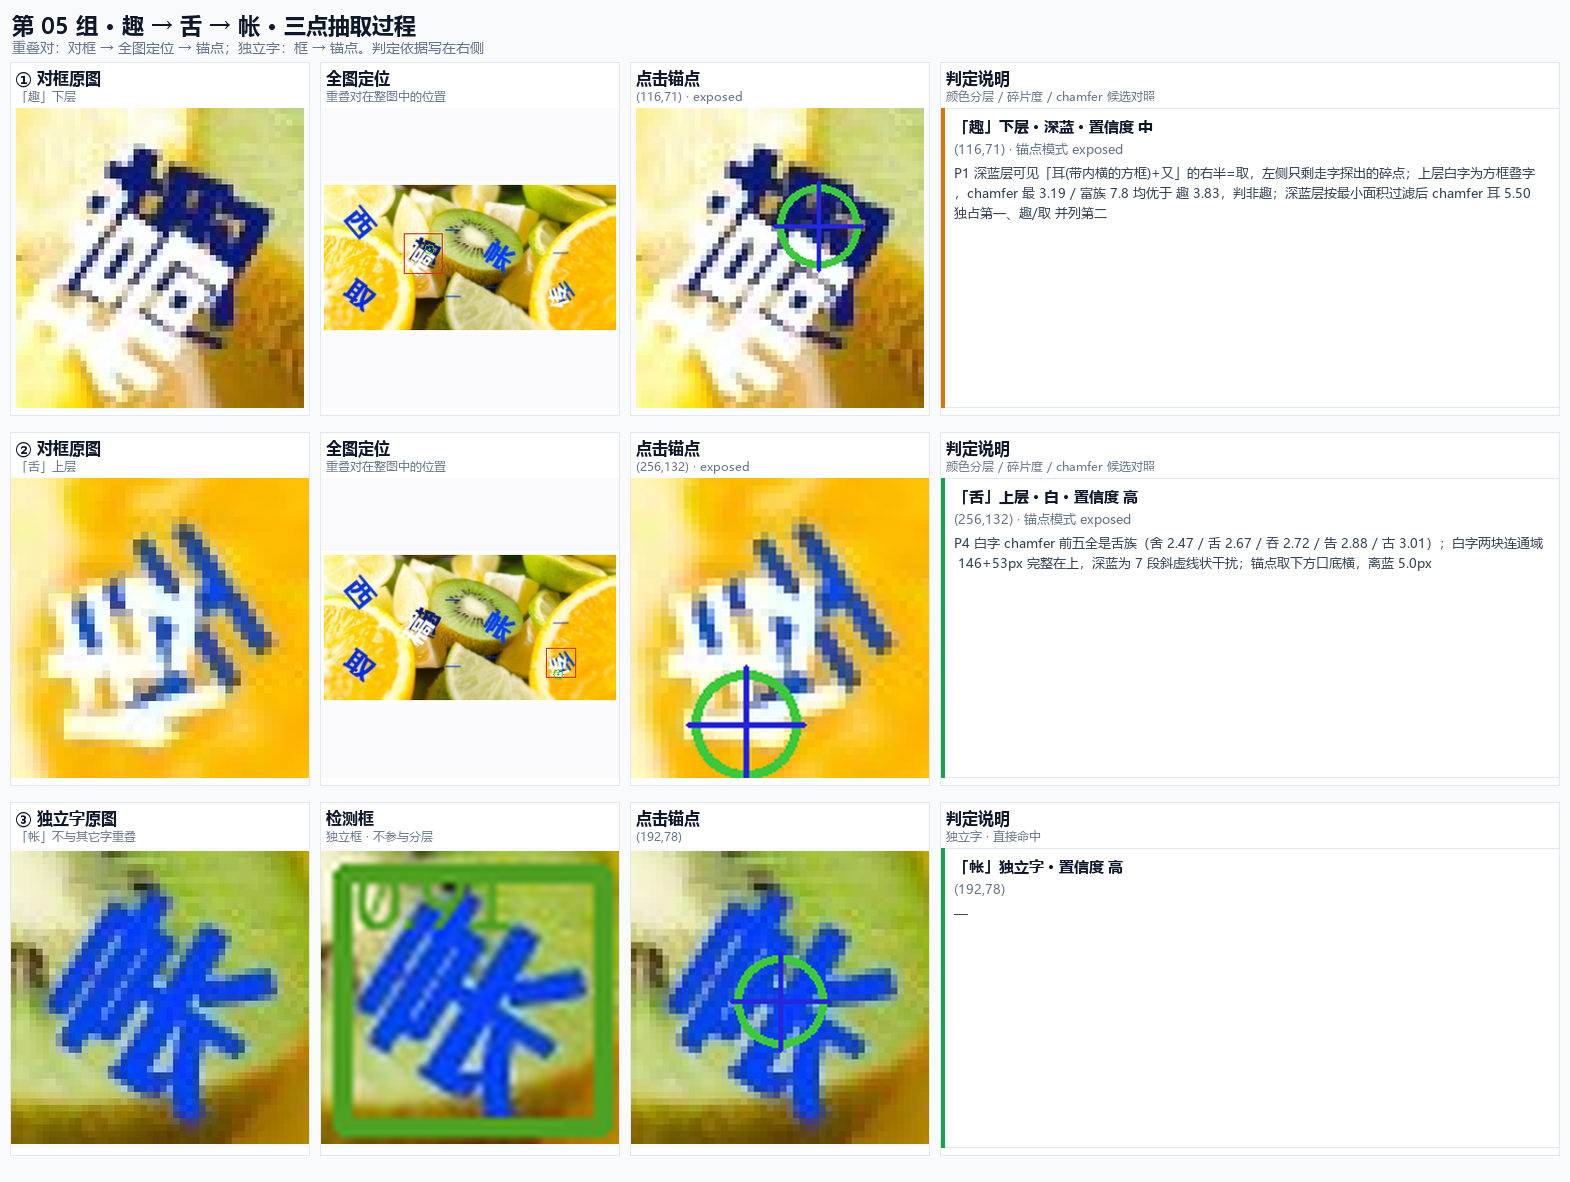 第 05 组 · 趣 → 舌 → 帐 · 三点抽取过程
重叠对：对框 → 全图定位 → 锚点；独立字：框 → 锚点。判定依据写在右侧
① 对框原图
「趣」下层
全图定位
重叠对在整图中的位置
西
取
帐
点击锚点
(116,71) · exposed
判定说明
颜色分层 / 碎片度 / chamfer 候选对照
「趣」下层 · 深蓝 · 置信度 中
(116,71) · 锚点模式 exposed
P1 深蓝层可见「耳(带内横的方框)+又」的右半=取，左侧只剩走字探出的碎点；上层白字为方框叠字
，chamfer 最 3.19 / 富族 7.8 均优于 趣 3.83，判非趣；深蓝层按最小面积过滤后 chamfer 耳 5.50
独占第一、趣/取 并列第二
② 对框原图
「舌」上层
全图定位
重叠对在整图中的位置
西
取
帐
点击锚点
(256,132) · exposed
判定说明
颜色分层 / 碎片度 / chamfer 候选对照
「舌」上层 · 白 · 置信度 高
(256,132) · 锚点模式 exposed
P4 白字 chamfer 前五全是舌族（舍 2.47 / 舌 2.67 / 吞 2.72 / 告 2.88 / 古 3.01）；白字两块连通域
146+53px 完整在上，深蓝为 7 段斜虚线状干扰；锚点取下方口底横，离蓝 5.0px
③ 独立字原图
「帐」不与其它字重叠
帐
检测框
独立框 · 不参与分层
帐
点击锚点
(192,78)
帐
判定说明
独立字 · 直接命中
「帐」独立字 · 置信度 高
(192,78)
—